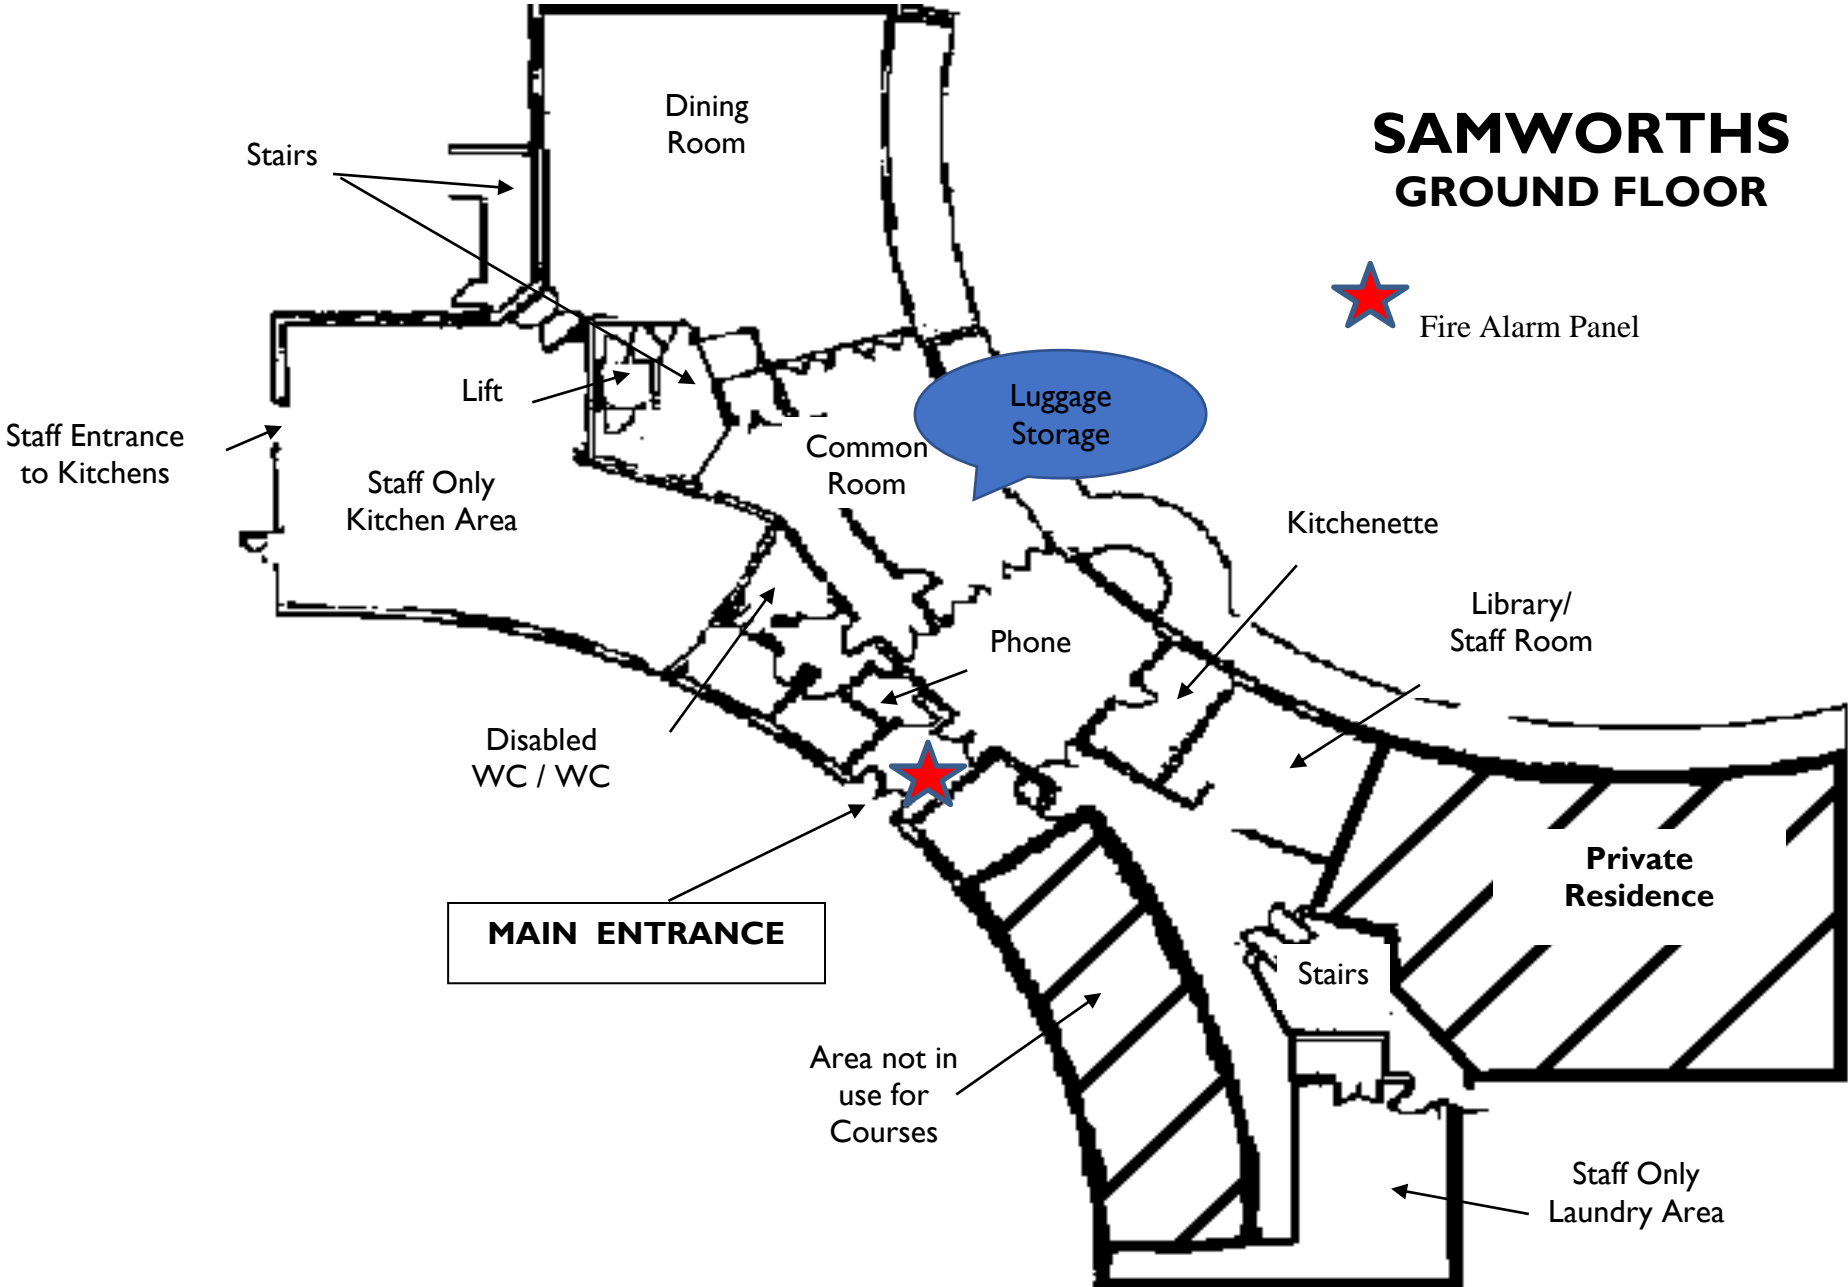 Dining
Room
SAMWORTHS
GROUND FLOOR
Stairs
Fire Alarm Panel
Lift
Luggage
Storage
Staff Entrance
to Kitchens
Common
Room
Staff Only
Kitchen Area
Kitchenette
Library/
Staff Room
Phone
Disabled
WC / WC
Private
Residence
MAIN ENTRANCE
Stairs
Area not in
use for
Courses
Staff Only
Laundry Area